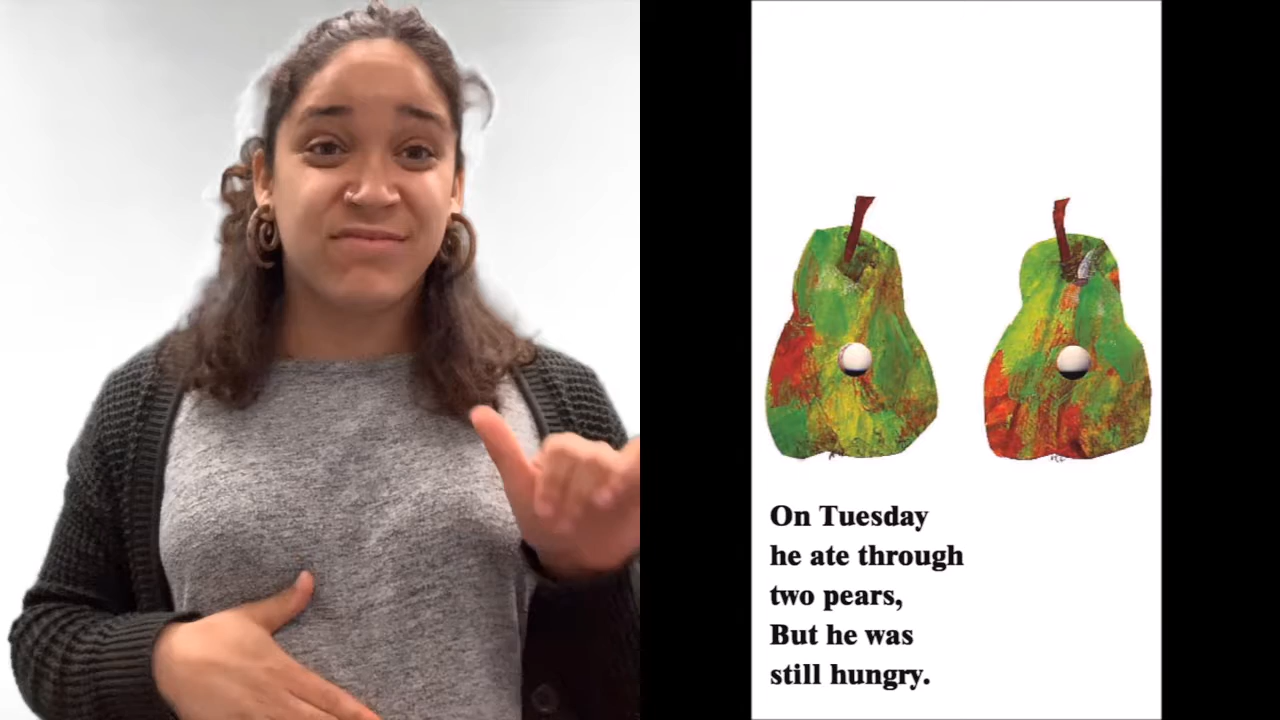 On Tuesday
he ate through
two pears,
But he was
still hungry.